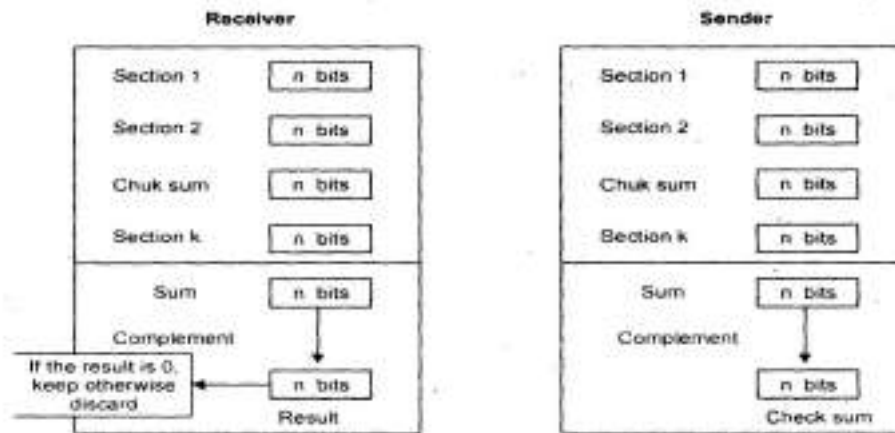 Receiver
Section 1 n bits
Section 2 n bits
Chuk sum n bits
Section k n bits
Sum n bits
Complement
If the result is 0,
keep otherwise
discard
n bits
Result
Sender
Section 1 n bits
Section 2 n bits
Chuk sum n bits
Section k n bits
Sum n bits
Complement
n bits
Check sum